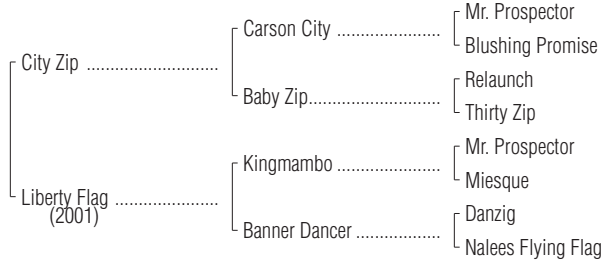 Mr. Prospector
Carson City ......................
Blushing Promise
City Zip ............................
Relaunch
Baby Zip............................
Thirty Zip
Mr. Prospector
Kingmambo ......................
Miesque
Liberty Flag ......................
(2001)
Danzig
Banner Dancer ..................
Nalees Flying Flag